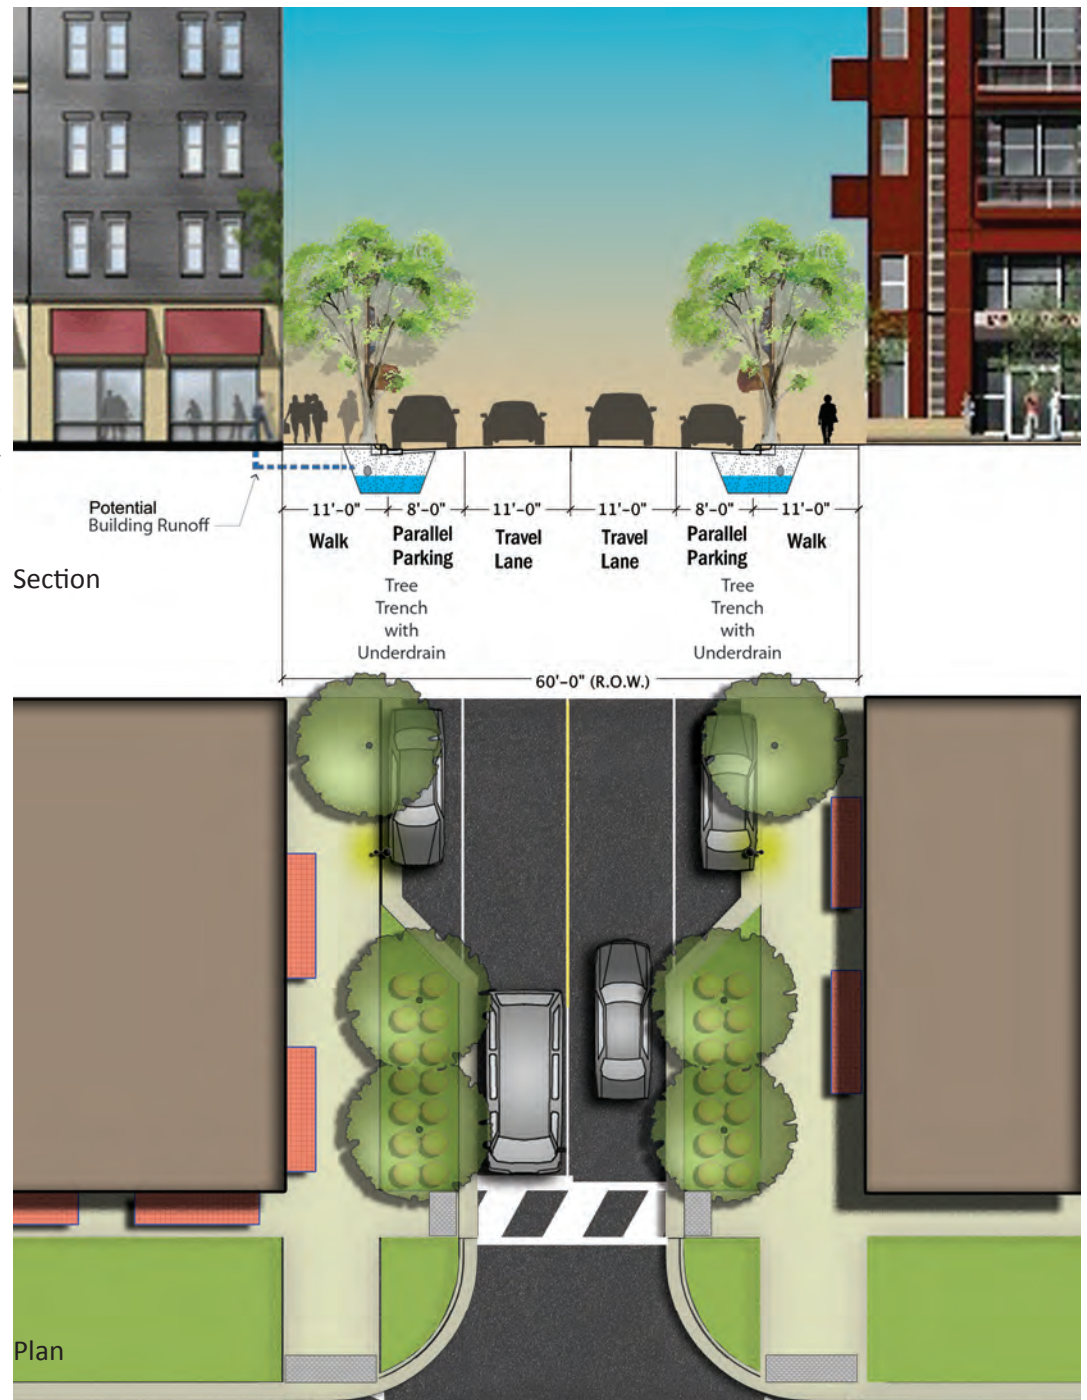 Potential
Building Runoff
11'-0" 8'-0" 11'-0" 11'-0" 8'-0" 11'-0"
Walk
Parallel
Parking
Travel
Lane
Travel
Lane
Parallel
Parking
Walk
Section
Tree
Trench
with
Underdrain
Tree
Trench
with
Underdrain
60'-0" (R.O.W.)
Plan